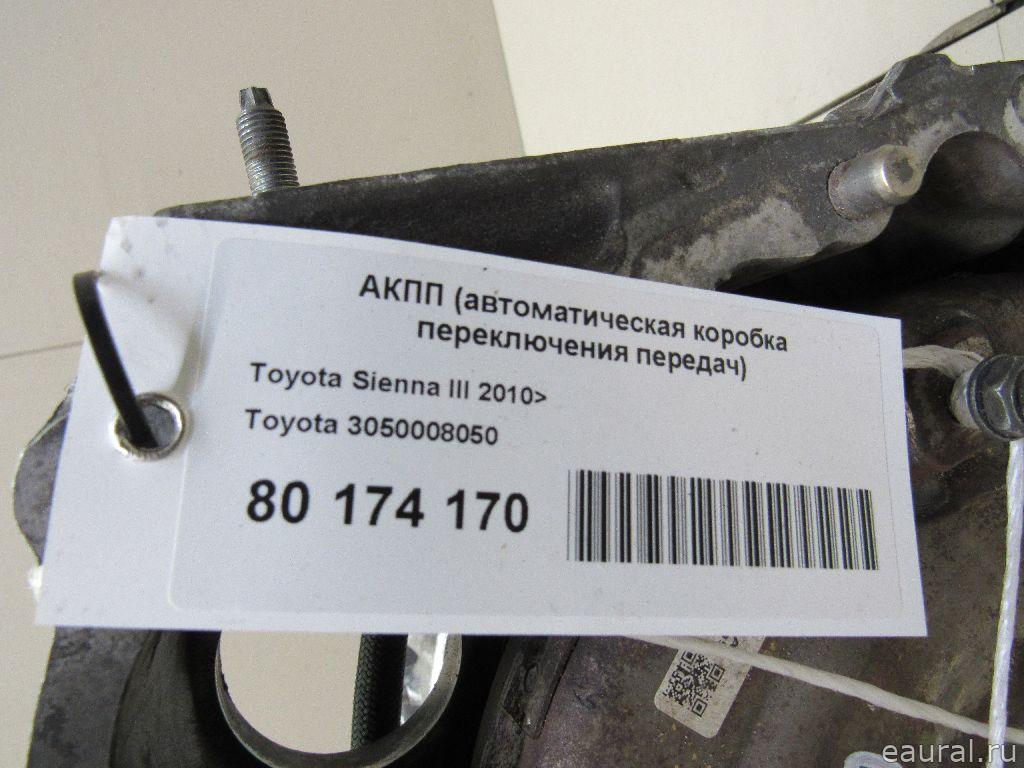 АКПП (автоматическая коробка
переключения передач)
Toyota Sienna III 2010>
Toyota 3050008050
80 174 170
eaural.ru